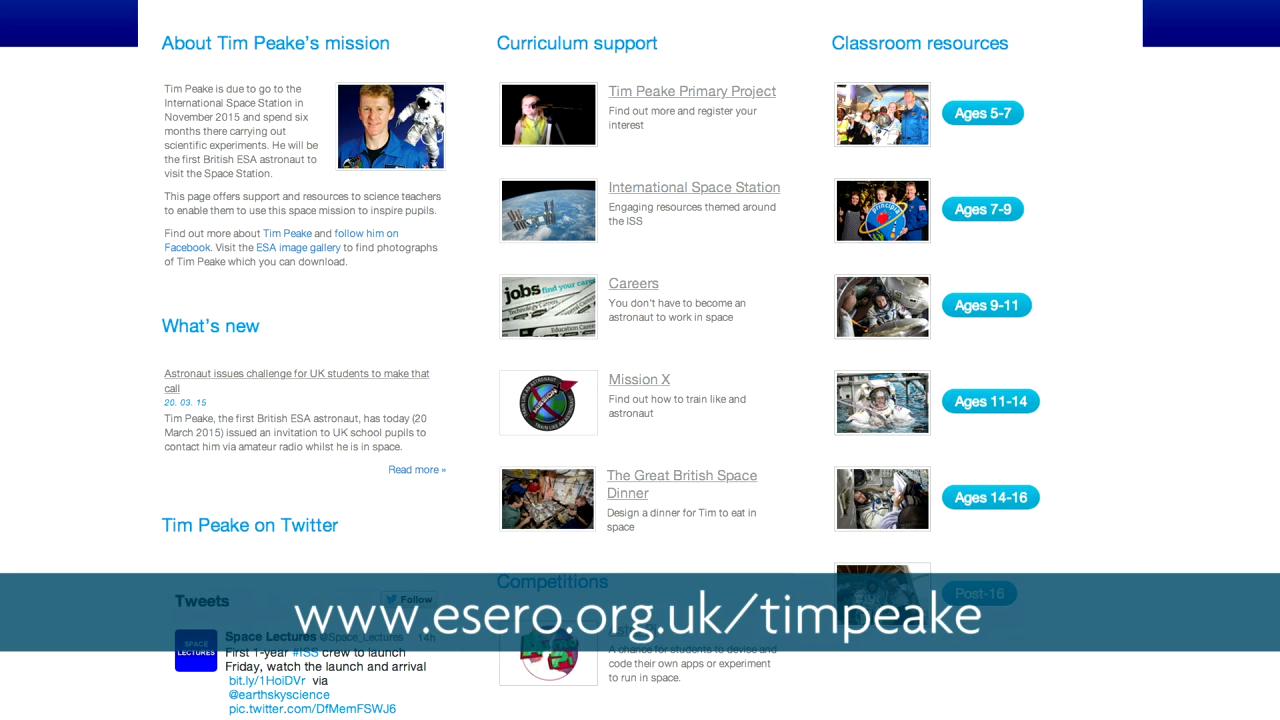 About Tim Peake's mission
Tim Peake is due to go to the
International Space Station in
November 2015 and spend six
months there carrying out
scientific experiments. He will be
the first British ESA astronaut to
visit the Space Station.
This page offers support and resources to science teachers
to enable them to use this space mission to inspire pupils.
Find out more about Tim Peake and follow him on
Facebook. Visit the ESA image gallery to find photographs
of Tim Peake which you can download.
What's new
Astronaut issues challenge for UK students to make that
call
20. 03. 15
Tim Peake, the first British ESA astronaut, has today (20
March 2015) issued an invitation to UK school pupils to
contact him via amateur radio whilst he is in space.
Read more »
Tim Peake on Twitter
Tweets
Follow
SPACE
LECTURES
Space Lectures @Space_Lectures 14h
First 1-year #ISS crew to launch
Friday, watch the launch and arrival
bit.ly/1HoiDVr via
@earthskyscience
pic.twitter.com/DfMemFSWJ6
Curriculum support
Tim Peake Primary Project
Find out more and register your
interest
International Space Station
Engaging resources themed around
the ISS
jobs find your
Careers
You don't have to become an
astronaut to work in space
MISSION
Mission X
Find out how to train like and
astronaut
The Great British Space
Dinner
Design a dinner for Tim to eat in
space
Competitions
A chance for students to devise and
code their own apps or experiment
to run in space.
Classroom resources
Ages 5-7
principia
Ages 7-9
Ages 9-11
Ages 11-14
Ages 14-16
Post-16
www.esero.org.uk/timpeake